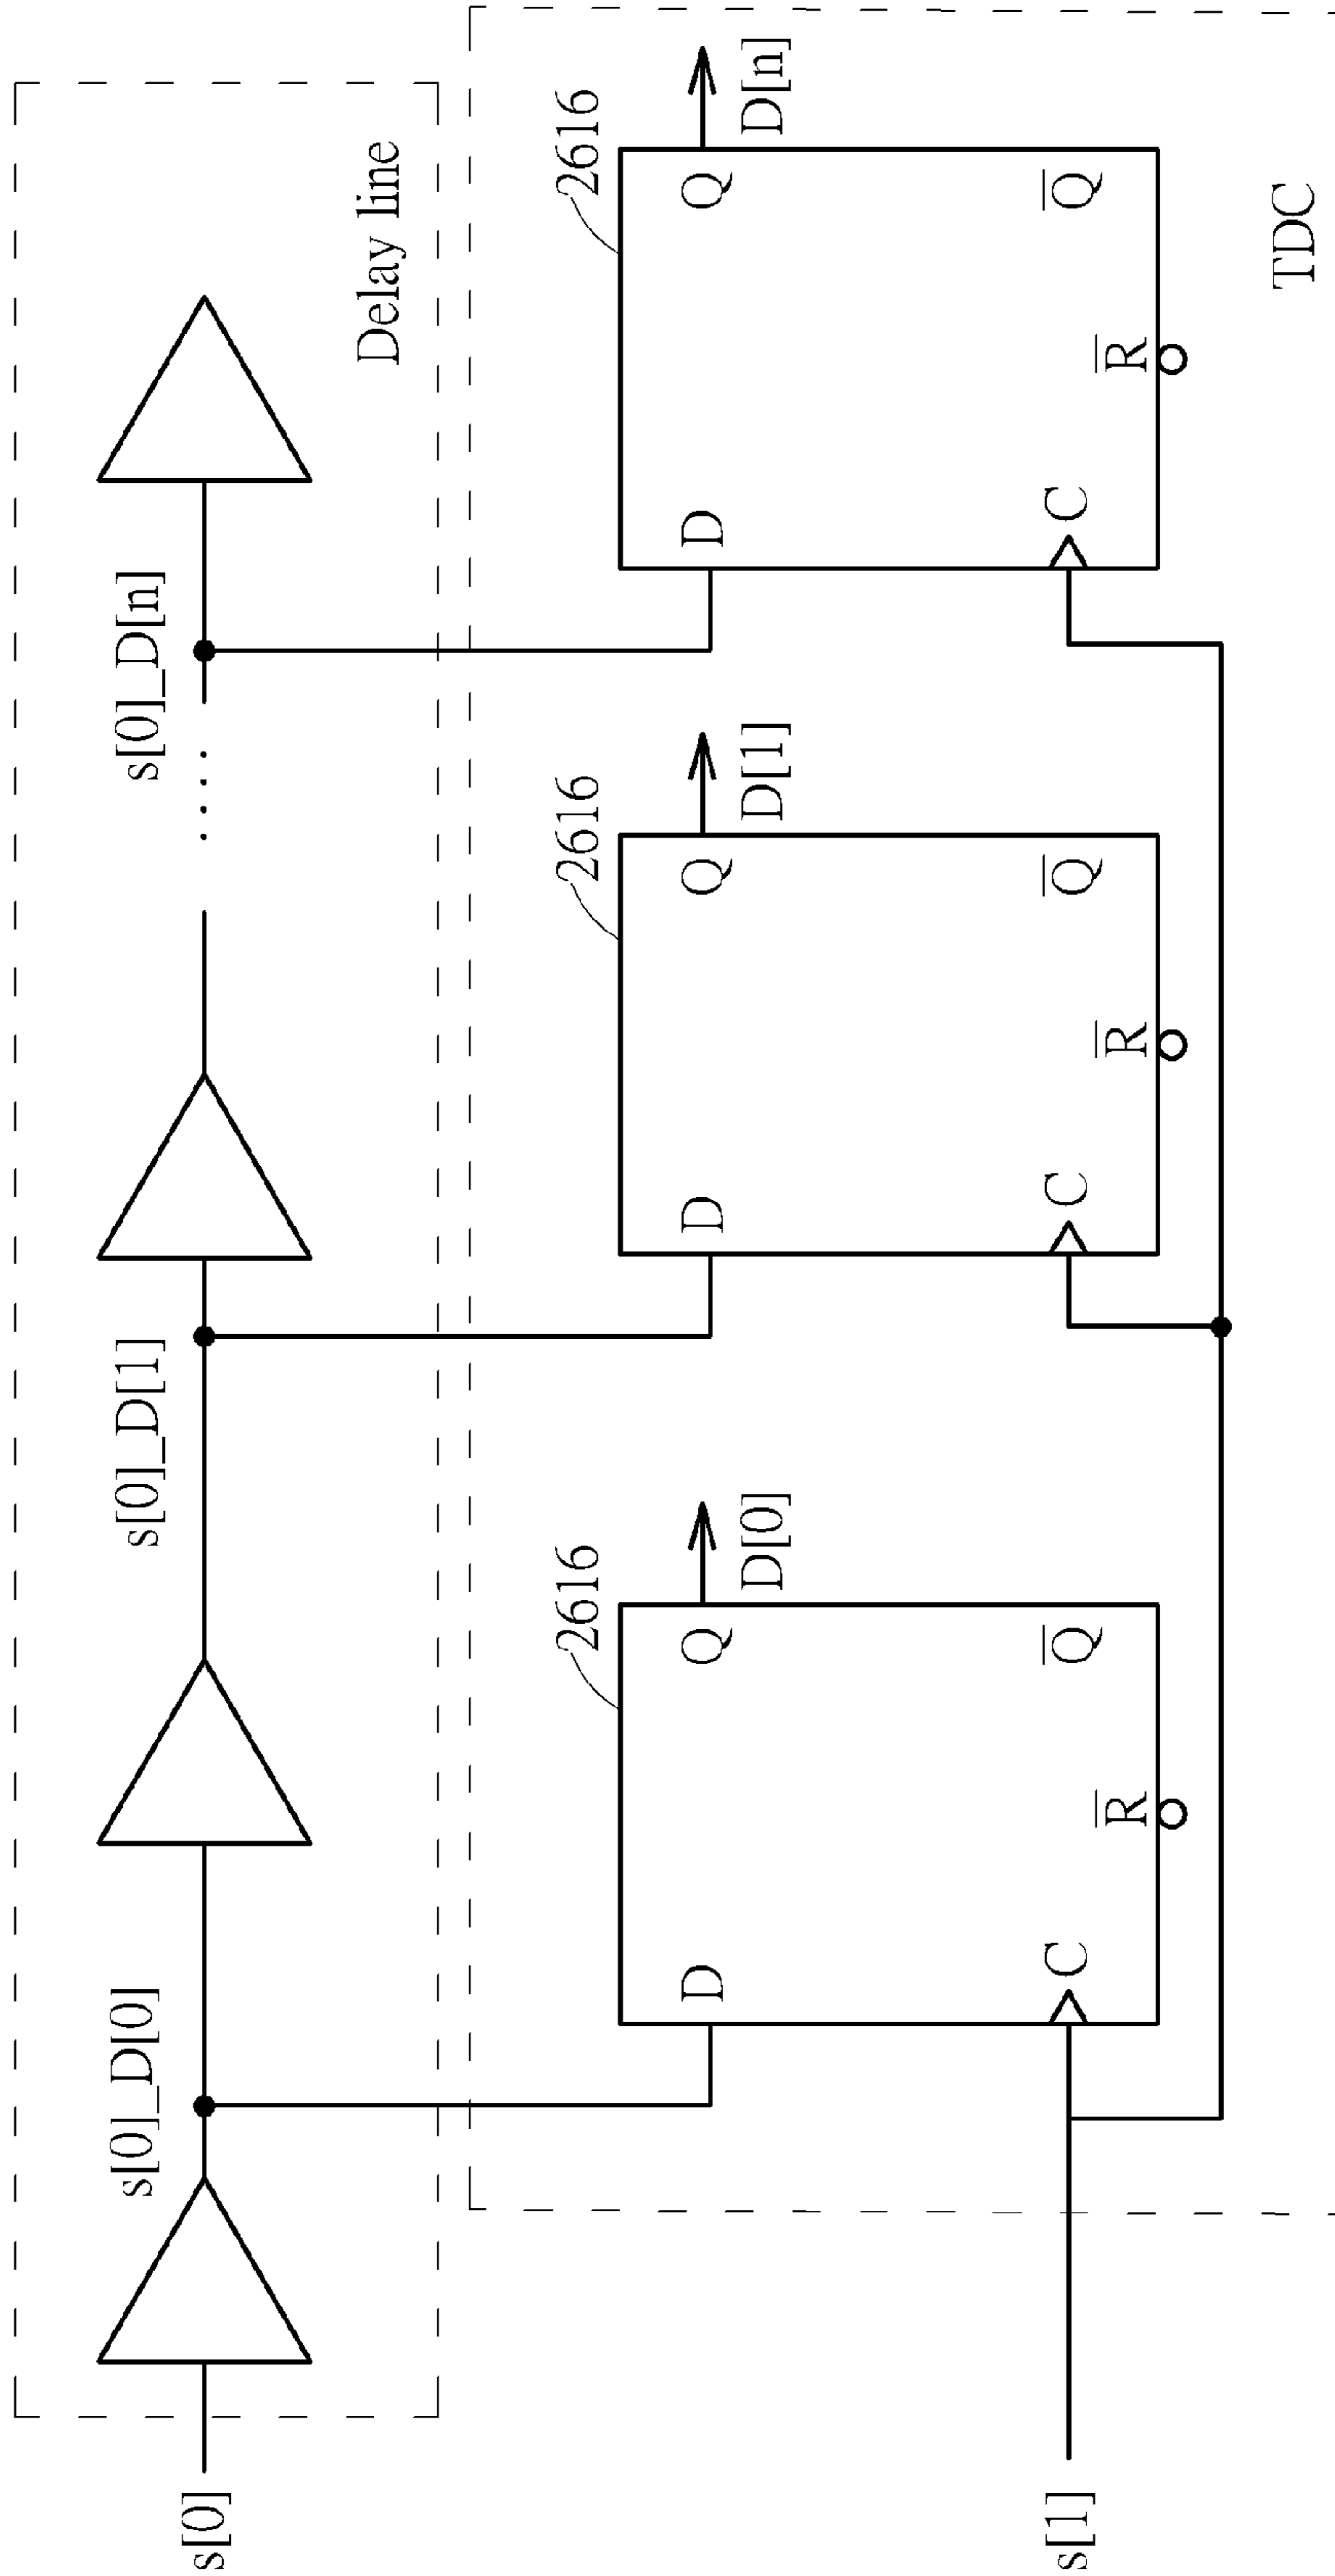 s[0]
s[0]_D[0]
s[0]_D[1]
s[0]_D[n]
....
Delay line
2616
2616
2616
D
Q
D[0]
D
Q
D[1]
D
Q
D[n]
s[1]
C
R̅
Q̅
C
R̅
Q̅
C
R̅
Q̅
TDC